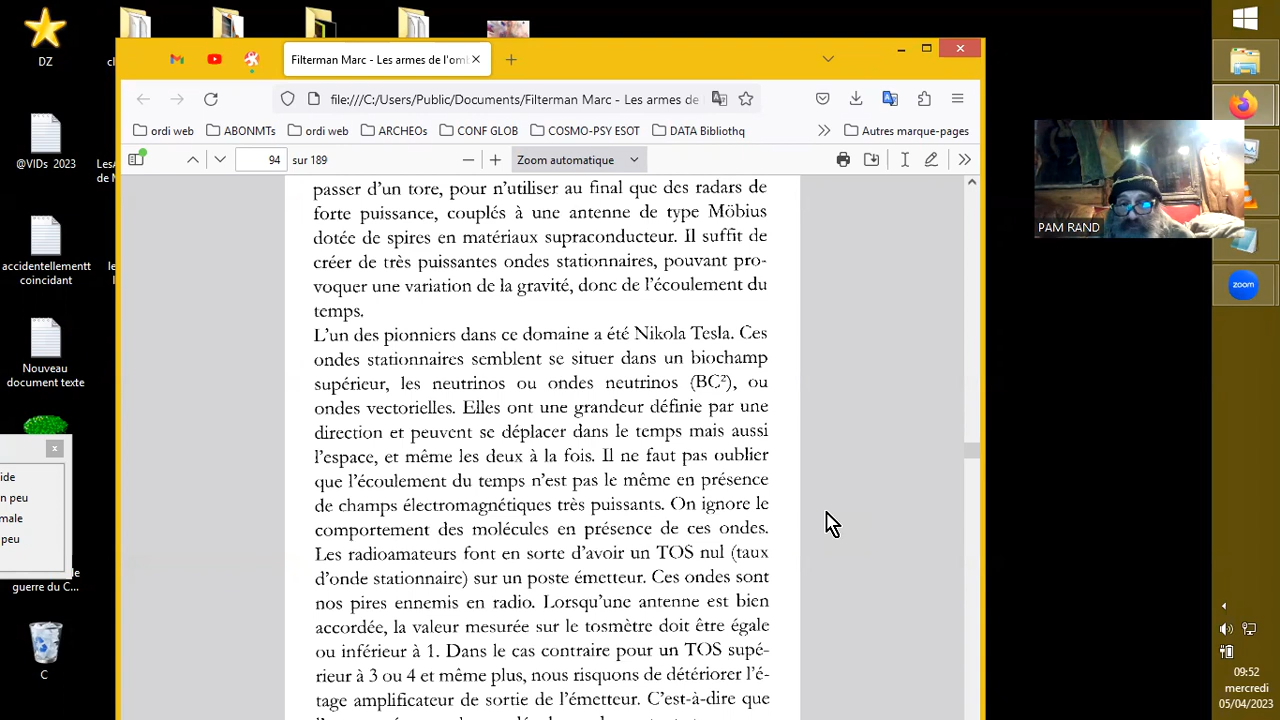 DZ
@VIDs 2023
accidentellementt
coincidant
Nouveau
document texte
guerre du C...
C
Filterman Marc - Les armes de l'oml
file:///C:/Users/Public/Documents/Filterman Marc - Les armes de
ordi web
ABONMTs
ordi web
ARCHEOs
CONF GLOB
COSMO-PSY ESOT
DATA Bibliothq
Autres marque-pages
94 sur 189
Zoom automatique
passer d'un tore, pour n'utiliser au final que des radars de
forte puissance, couplés à une antenne de type Möbius
dotée de spires en matériaux supraconducteur. Il suffit de
créer de très puissantes ondes stationnaires, pouvant pro-
voquer une variation de la gravité, donc de l'écoulement du
temps.
L'un des pionniers dans ce domaine a été Nikola Tesla. Ces
ondes stationnaires semblent se situer dans un biochamp
supérieur, les neutrinos ou ondes neutrinos (BC²), ou
ondes vectorielles. Elles ont une grandeur définie par une
direction et peuvent se déplacer dans le temps mais aussi
l'espace, et même les deux à la fois. Il ne faut pas oublier
que l'écoulement du temps n'est pas le même en présence
de champs électromagnétiques très puissants. On ignore le
comportement des molécules en présence de ces ondes.
Les radioamateurs font en sorte d'avoir un TOS nul (taux
d'onde stationnaire) sur un poste émetteur. Ces ondes sont
nos pires ennemis en radio. Lorsqu'une antenne est bien
accordée, la valeur mesurée sur le tosmètre doit être égale
ou inférieur à 1. Dans le cas contraire pour un TOS supé-
rieur à 3 ou 4 et même plus, nous risquons de détériorer l'é-
tage amplificateur de sortie de l'émetteur. C'est-à-dire que
PAM RAND
zoom
09:52
mercredi
05/04/2023